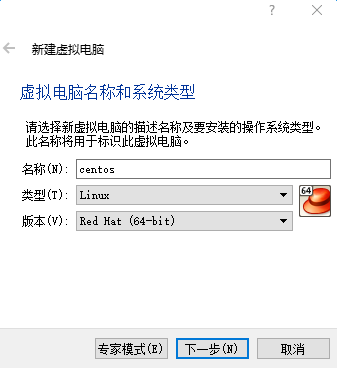 ?
新建虚拟电脑
虚拟电脑名称和系统类型
请选择新虚拟电脑的描述名称及要安装的操作系统类型。
此名称将用于标识此虚拟电脑。
名称(N): centos
类型(T): Linux
64
版本(V): Red Hat (64-bit)
专家模式(E) 下一步(N) 取消